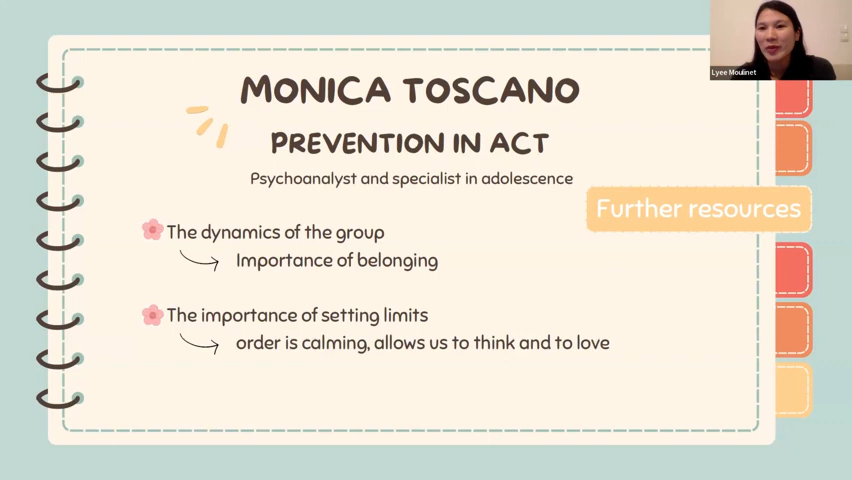 Lyee Moulinet
MONICA TOSCANO
PREVENTION IN ACT
Psychoanalyst and specialist in adolescence
Further resources
The dynamics of the group
Importance of belonging
The importance of setting limits
order is calming, allows us to think and to love